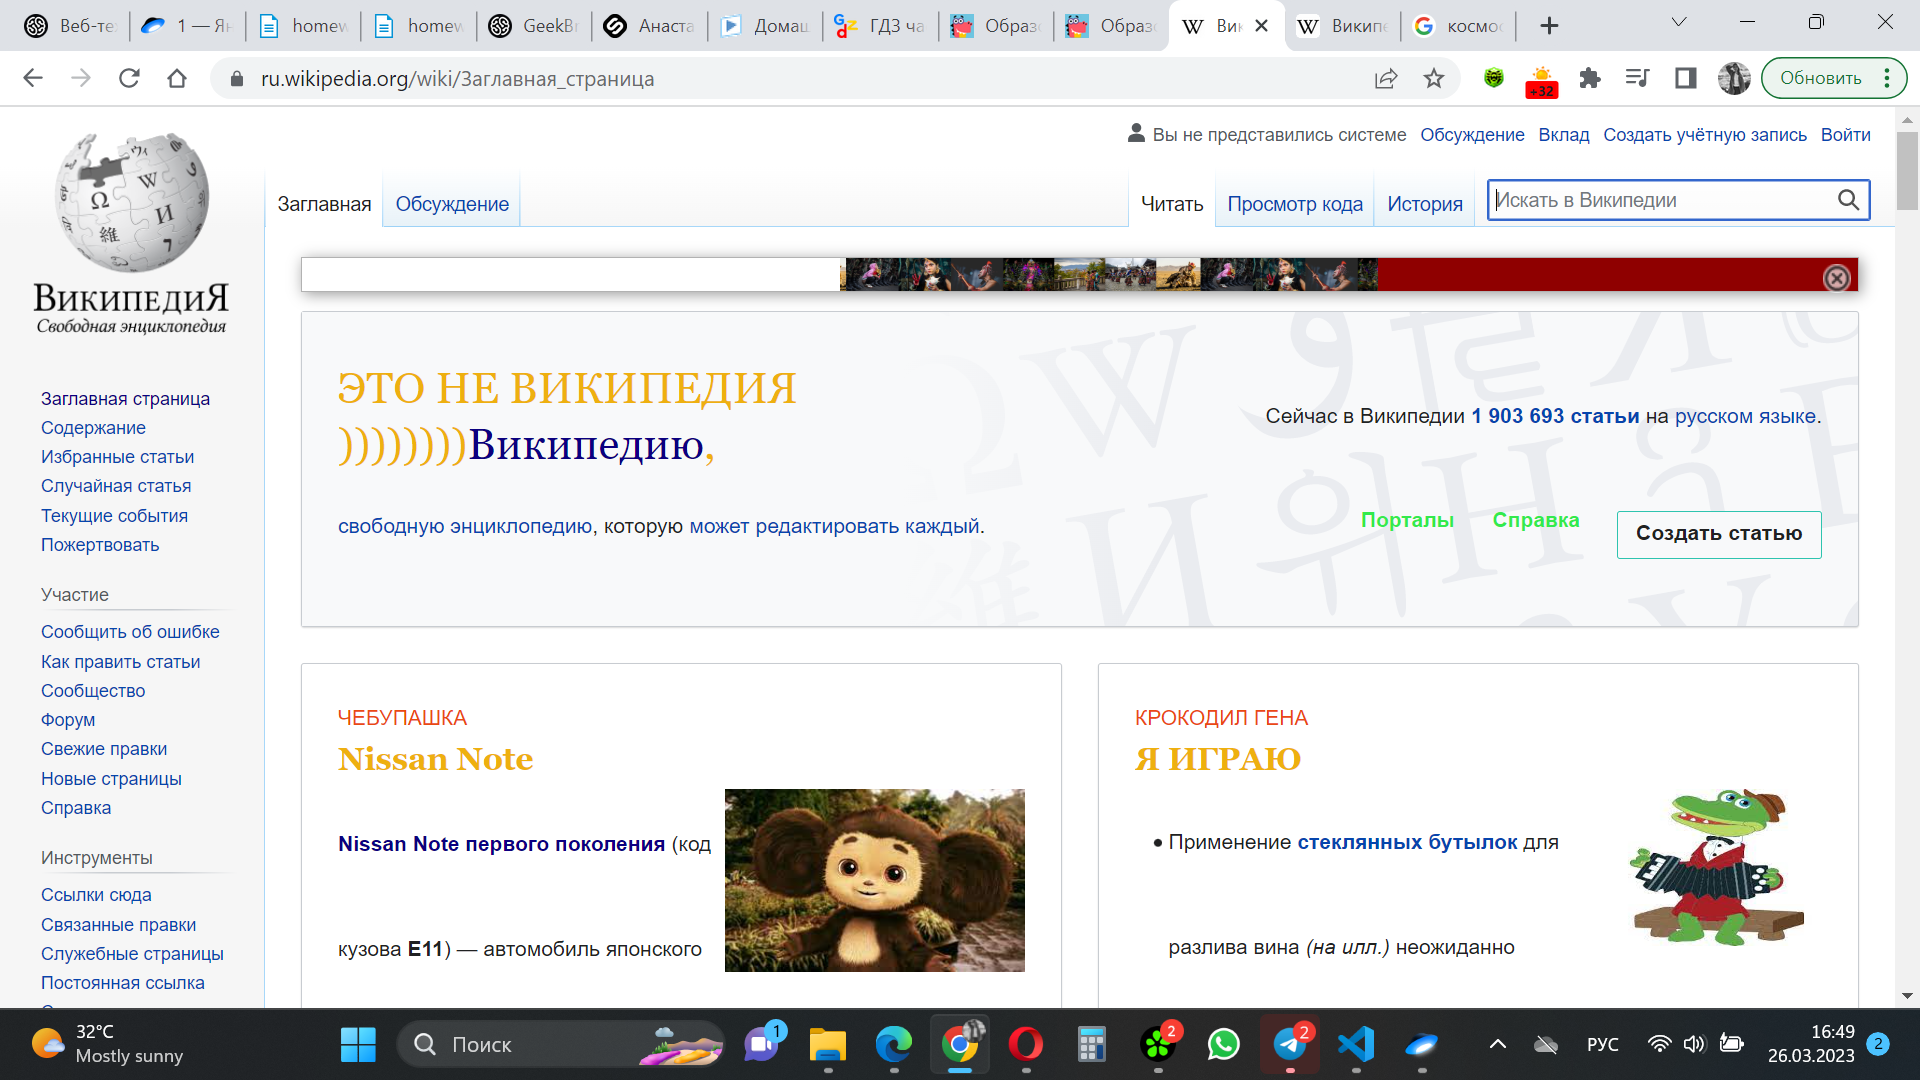 Веб-те
1 — Ян
homew
homew
GeekBr
Анаста
Домаш
ГДЗ ча
Образо
Образо
Вик
Википе
космос
ru.wikipedia.org/wiki/Заглавная_страница
+32
Обновить
Вы не представились системе Обсуждение Вклад Создать учётную запись Войти
Заглавная Обсуждение Читать Просмотр кода История Искать в Википедии
ВикипедиЯ
Свободная энциклопедия
Заглавная страница
Содержание
Избранные статьи
Случайная статья
Текущие события
Пожертвовать
Участие
Сообщить об ошибке
Как править статьи
Сообщество
Форум
Свежие правки
Новые страницы
Справка
Инструменты
Ссылки сюда
Связанные правки
Служебные страницы
Постоянная ссылка
ЭТО НЕ ВИКИПЕДИЯ
))))))))Википедию,
свободную энциклопедию, которую может редактировать каждый.
Сейчас в Википедии 1 903 693 статьи на русском языке.
Порталы Справка Создать статью
ЧЕБУПАШКА
Nissan Note
Nissan Note первого поколения (код
кузова E11) — автомобиль японского
КРОКОДИЛ ГЕНА
Я ИГРАЮ
• Применение стеклянных бутылок для
разлива вина (на илл.) неожиданно
32°C
Mostly sunny
Поиск
1
2
2
РУС
16:49
26.03.2023
2